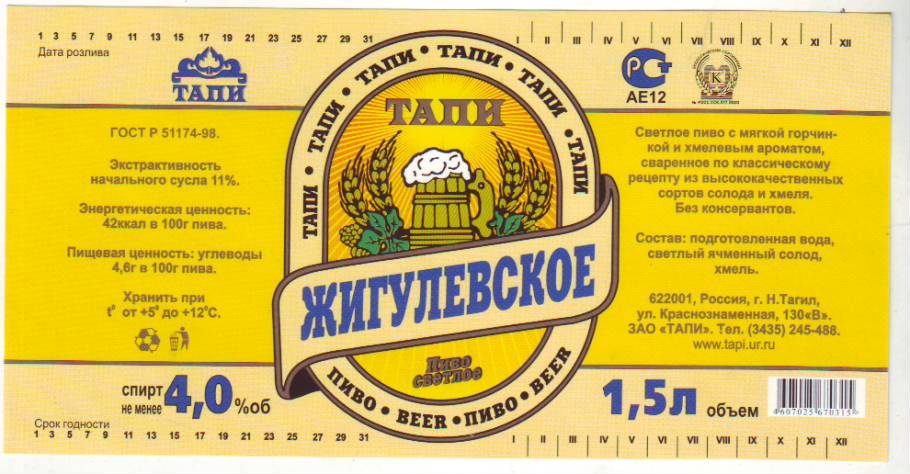 1 3 5 7 9 11 13 15 17 19 21 23 25 27 29 31
Дата розлива
I II III IV V VI VII VIII IX X XI XII
ТАПИ
ГОСТ Р 51174-98.
Экстрактивность
начального сусла 11%.
Энергетическая ценность:
42ккал в 100г пива.
Пищевая ценность: углеводы
4,6г в 100г пива.
Хранить при
t° от +5° до +12°С.
спирт
не менее 4,0 %об
Срок годности
1 3 5 7 9 11 13 15 17 19 21 23 25 27 29 31
ТАПИ • ТАПИ • ТАПИ • ТАПИ • ТАПИ • ТАПИ
ТАПИ
ЖИГУЛЕВСКОЕ
Пиво
светлое
ПИВО • BEER • ПИВО • BEER
РСТ
АЕ12
К
Светлое пиво с мягкой горчин-
кой и хмелевым ароматом,
сваренное по классическому
рецепту из высококачественных
сортов солода и хмеля.
Без консервантов.
Состав: подготовленная вода,
светлый ячменный солод,
хмель.
622001, Россия, г. Н.Тагил,
ул. Краснознаменная, 130«В».
ЗАО «ТАПИ». Тел. (3435) 245-488.
www.tapi.ur.ru
1,5л объем
4 607025 670315
I II III IV V VI VII VIII IX X XI XII